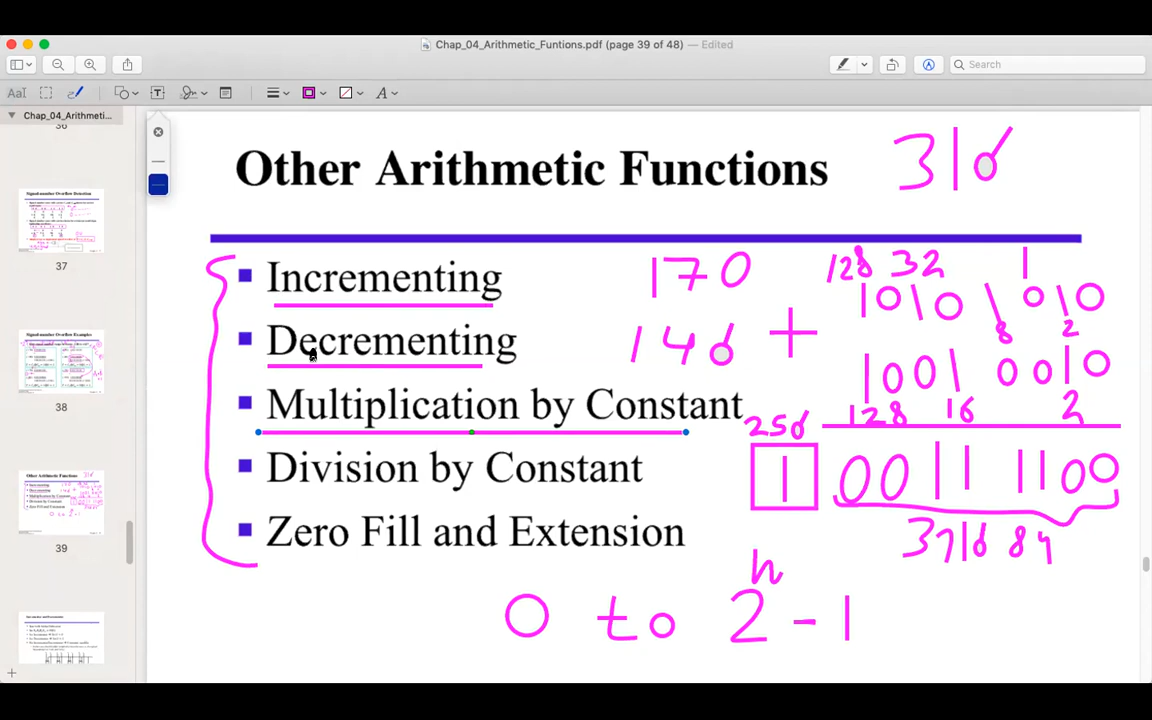 Chap_04_Arithmetic_Funtions.pdf (page 39 of 48) — Edited
Search
AaI
A
Chap_04_Arithmeti...
36
37
38
39
Other Arithmetic Functions
316
Incrementing
170
128 32 1
1010 1010
Decrementing
146 +
8 2
1001 0010
Multiplication by Constant
128 16 2
256
Division by Constant
1 0011 1100
Zero Fill and Extension
0 to 2^n - 1